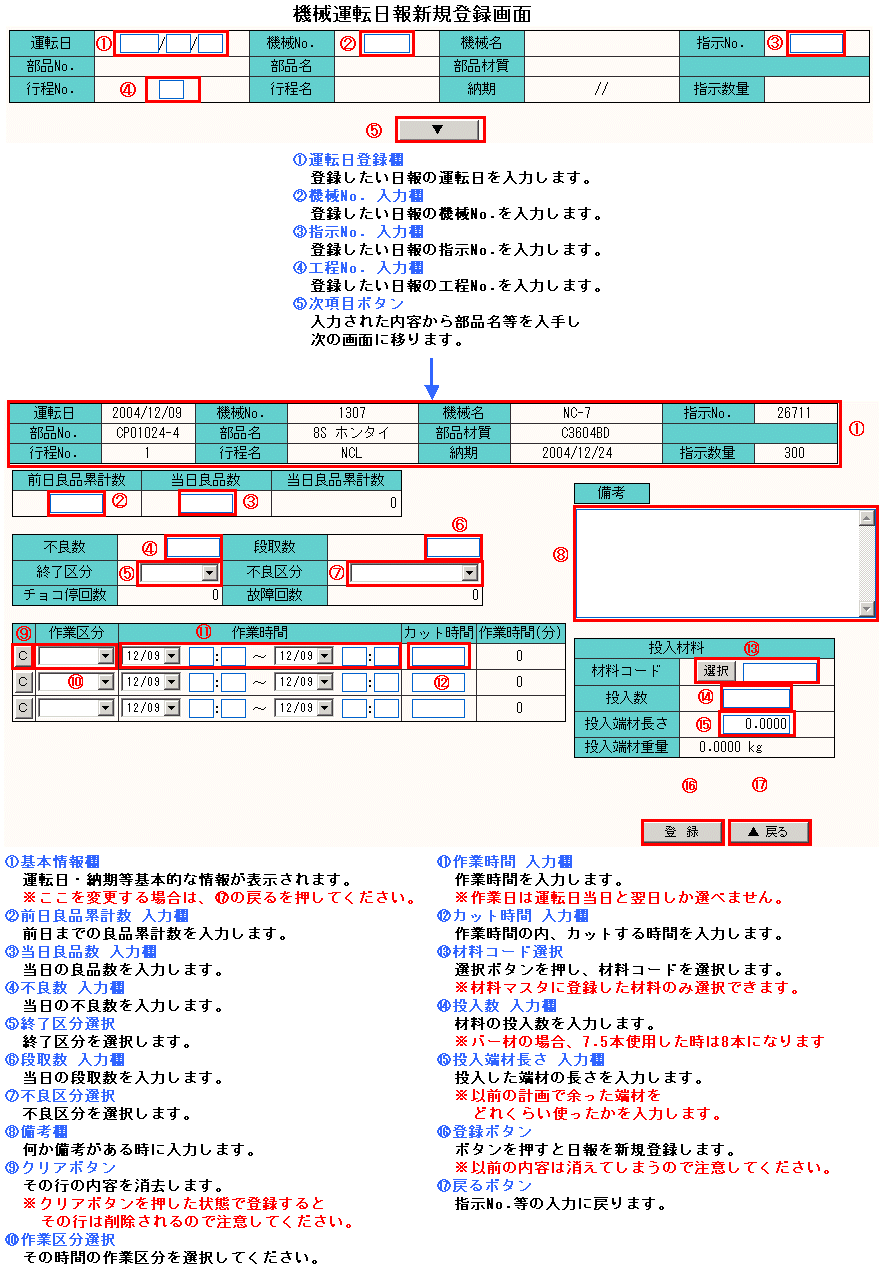 機械運転日報新規登録画面
運転日 ① / / 機械No. ② 機械名 指示No. ③
部品No. 部品名 部品材質
行程No. ④ 行程名 納期 // 指示数量
⑤ ▼
①運転日登録欄
登録したい日報の運転日を入力します。
②機械No. 入力欄
登録したい日報の機械No.を入力します。
③指示No. 入力欄
登録したい日報の指示No.を入力します。
④工程No. 入力欄
登録したい日報の工程No.を入力します。
⑤次項目ボタン
入力された内容から部品名等を入手し
次の画面に移ります。
運転日 2004/12/09 機械No. 1307 機械名 NC-7 指示No. 26711
部品No. CP01024-4 部品名 8S ホンタイ 部品材質 C3604BD ①
行程No. 1 行程名 NCL 納期 2004/12/24 指示数量 300
前日良品累計数 当日良品数 当日良品累計数
② ③ 0
備考
⑥
不良数 ④ 段取数
⑧
終了区分 ⑤ ⑦ 不良区分
チョコ停回数 0 故障回数 0
⑨ 作業区分 ⑪ 作業時間 カット時間 作業時間(分)
C 12/09 : ～ 12/09 : 0
C ⑩ 12/09 : ～ 12/09 : ⑫ 0
C 12/09 : ～ 12/09 : 0
投入材料 ⑬
材料コード 選択
投入数 ⑭
投入端材長さ ⑮ 0.0000
投入端材重量 0.0000 kg
⑯ ⑰
登 録 ▲ 戻る
①基本情報欄
運転日・納期等基本的な情報が表示されます。
※ここを変更する場合は、⑰の戻るを押してください。
②前日良品累計数 入力欄
前日までの良品累計数を入力します。
③当日良品数 入力欄
当日の良品数を入力します。
④不良数 入力欄
当日の不良数を入力します。
⑤終了区分選択
終了区分を選択します。
⑥段取数 入力欄
当日の段取数を入力します。
⑦不良区分選択
不良区分を選択します。
⑧備考欄
何か備考がある時に入力します。
⑨クリアボタン
その行の内容を消去します。
※クリアボタンを押した状態で登録すると
その行は削除されるので注意してください。
⑩作業区分選択
その時間の作業区分を選択してください。
⑪作業時間 入力欄
作業時間を入力します。
※作業日は運転日当日と翌日しか選べません。
⑫カット時間 入力欄
作業時間の内、カットする時間を入力します。
⑬材料コード選択
選択ボタンを押し、材料コードを選択します。
※材料マスタに登録した材料のみ選択できます。
⑭投入数 入力欄
材料の投入数を入力します。
※バー材の場合、7.5本使用した時は8本になります
⑮投入端材長さ 入力欄
投入した端材の長さを入力します。
※以前の計画で余った端材を
どれくらい使ったかを入力します。
⑯登録ボタン
ボタンを押すと日報を新規登録します。
※以前の内容は消えてしまうので注意してください。
⑰戻るボタン
指示No.等の入力に戻ります。